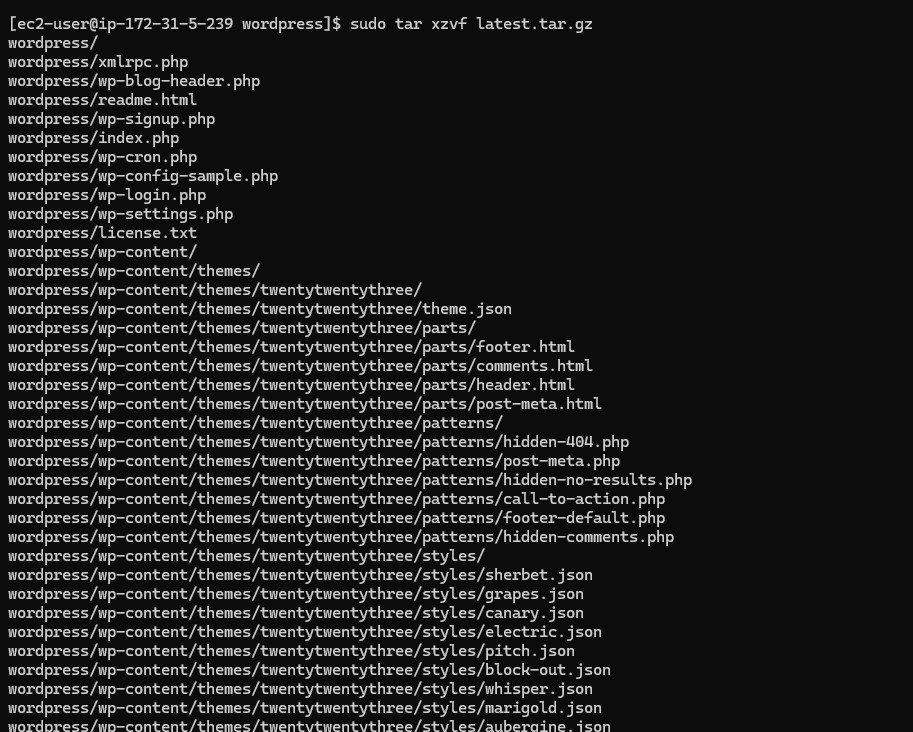 [ec2-user@ip-172-31-5-239 wordpress]$ sudo tar xzvf latest.tar.gz
wordpress/
wordpress/xmlrpc.php
wordpress/wp-blog-header.php
wordpress/readme.html
wordpress/wp-signup.php
wordpress/index.php
wordpress/wp-cron.php
wordpress/wp-config-sample.php
wordpress/wp-login.php
wordpress/wp-settings.php
wordpress/license.txt
wordpress/wp-content/
wordpress/wp-content/themes/
wordpress/wp-content/themes/twentytwentythree/
wordpress/wp-content/themes/twentytwentythree/theme.json
wordpress/wp-content/themes/twentytwentythree/parts/
wordpress/wp-content/themes/twentytwentythree/parts/footer.html
wordpress/wp-content/themes/twentytwentythree/parts/comments.html
wordpress/wp-content/themes/twentytwentythree/parts/header.html
wordpress/wp-content/themes/twentytwentythree/parts/post-meta.html
wordpress/wp-content/themes/twentytwentythree/patterns/
wordpress/wp-content/themes/twentytwentythree/patterns/hidden-404.php
wordpress/wp-content/themes/twentytwentythree/patterns/post-meta.php
wordpress/wp-content/themes/twentytwentythree/patterns/hidden-no-results.php
wordpress/wp-content/themes/twentytwentythree/patterns/call-to-action.php
wordpress/wp-content/themes/twentytwentythree/patterns/footer-default.php
wordpress/wp-content/themes/twentytwentythree/patterns/hidden-comments.php
wordpress/wp-content/themes/twentytwentythree/styles/
wordpress/wp-content/themes/twentytwentythree/styles/sherbet.json
wordpress/wp-content/themes/twentytwentythree/styles/grapes.json
wordpress/wp-content/themes/twentytwentythree/styles/canary.json
wordpress/wp-content/themes/twentytwentythree/styles/electric.json
wordpress/wp-content/themes/twentytwentythree/styles/pitch.json
wordpress/wp-content/themes/twentytwentythree/styles/block-out.json
wordpress/wp-content/themes/twentytwentythree/styles/whisper.json
wordpress/wp-content/themes/twentytwentythree/styles/marigold.json
wordpress/wp-content/themes/twentytwentythree/styles/aubergine.json